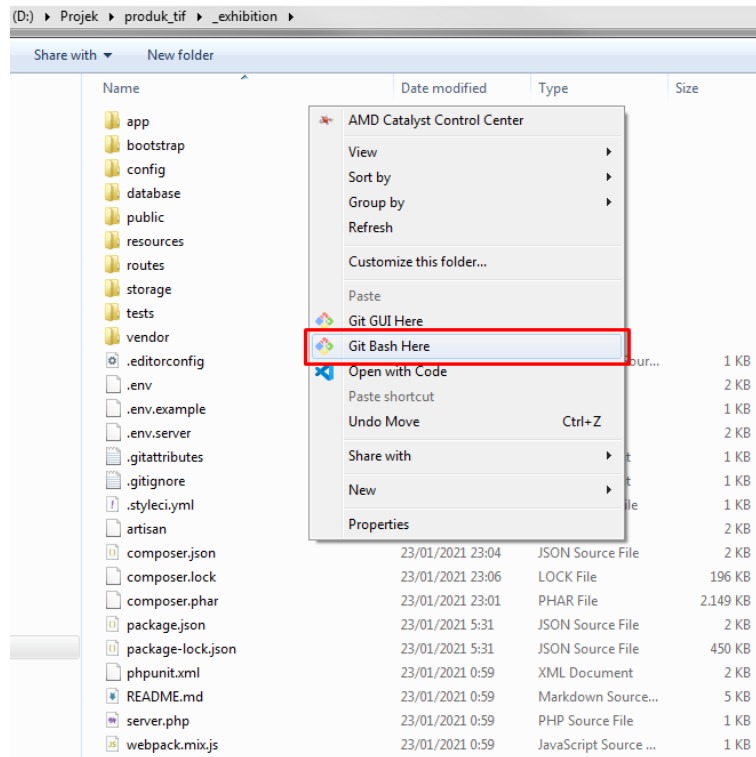 (D:) Projek produk_tif _exhibition
Share with New folder
Name Date modified Type Size
app
bootstrap
config
database
public
resources
routes
storage
tests
vendor
.editorconfig our... 1 KB
.env 2 KB
.env.example 1 KB
.env.server 2 KB
.gitattributes t 1 KB
.gitignore t 1 KB
.styleci.yml ile 1 KB
artisan 2 KB
composer.json 23/01/2021 23:04 JSON Source File 2 KB
composer.lock 23/01/2021 23:06 LOCK File 196 KB
composer.phar 23/01/2021 23:01 PHAR File 2.149 KB
package.json 23/01/2021 5:31 JSON Source File 2 KB
package-lock.json 23/01/2021 5:31 JSON Source File 450 KB
phpunit.xml 23/01/2021 0:59 XML Document 2 KB
README.md 23/01/2021 0:59 Markdown Source... 5 KB
server.php 23/01/2021 0:59 PHP Source File 1 KB
webpack.mix.js 23/01/2021 0:59 JavaScript Source ... 1 KB
AMD Catalyst Control Center
View
Sort by
Group by
Refresh
Customize this folder...
Paste
Git GUI Here
Git Bash Here
Open with Code
Paste shortcut
Undo Move Ctrl+Z
Share with
New
Properties